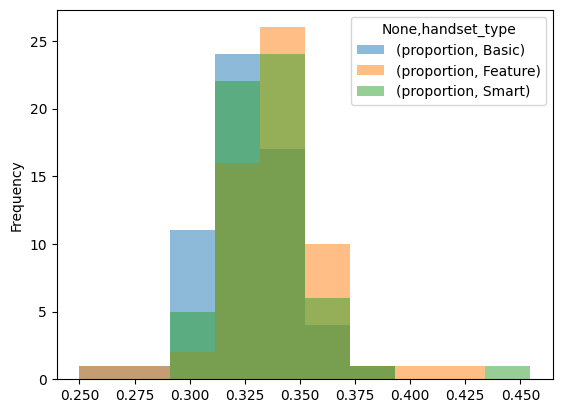 None,handset_type
(proportion, Basic)
(proportion, Feature)
(proportion, Smart)
Frequency
25
20
15
10
5
0
0.250 0.275 0.300 0.325 0.350 0.375 0.400 0.425 0.450